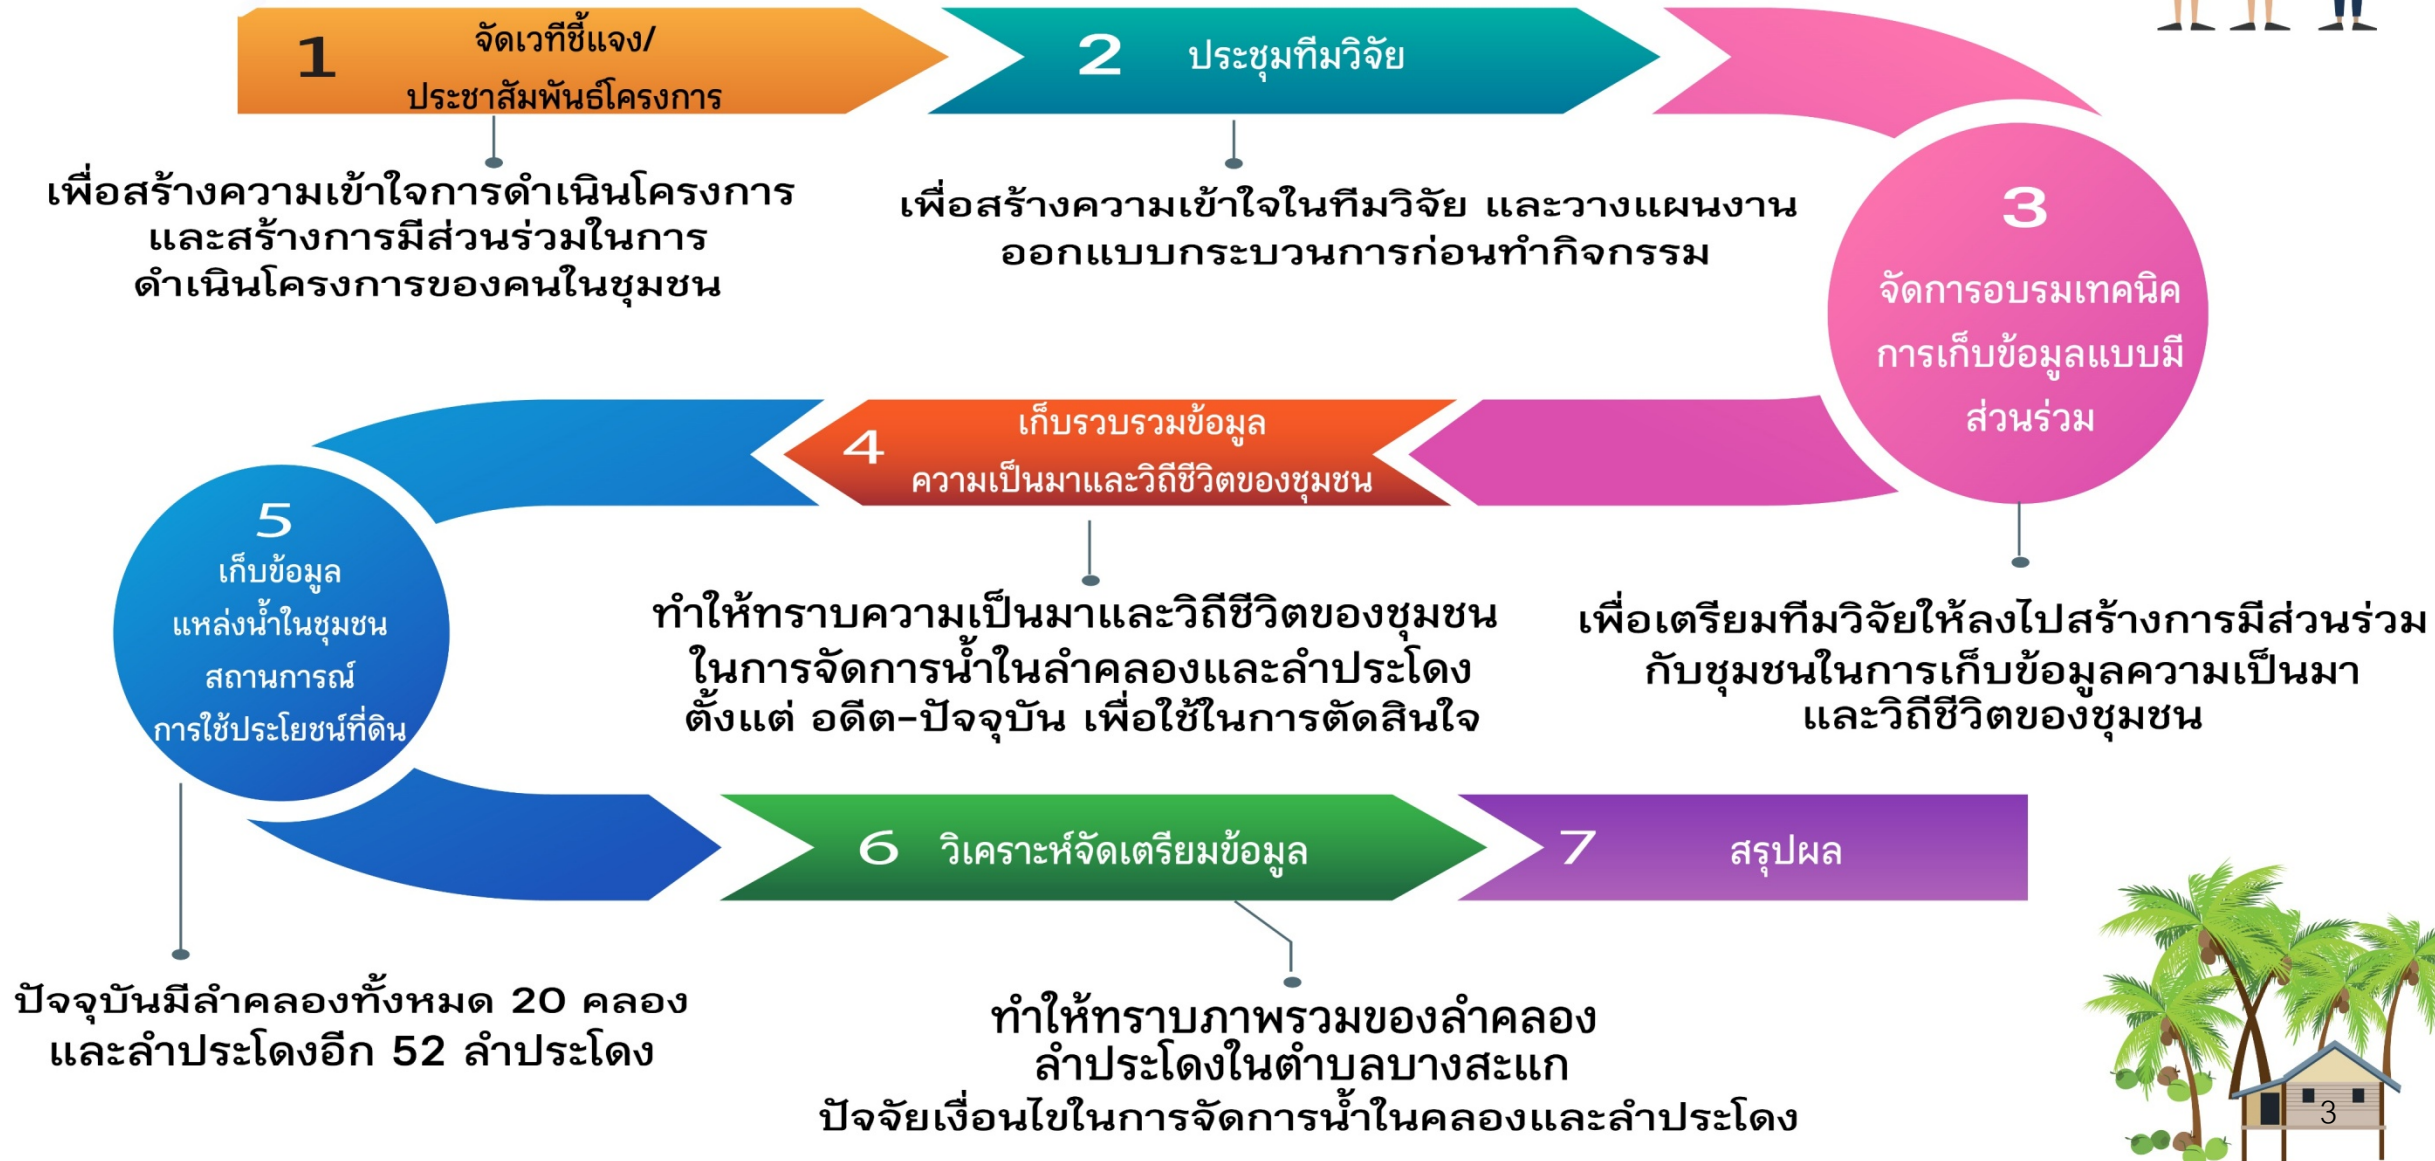 1
จัดเวทีชี้แจง/
ประชาสัมพันธ์โครงการ
เพื่อสร้างความเข้าใจการดำเนินโครงการ
และสร้างการมีส่วนร่วมในการ
ดำเนินโครงการของคนในชุมชน
2
ประชุมทีมวิจัย
เพื่อสร้างความเข้าใจในทีมวิจัย และวางแผนงาน
ออกแบบกระบวนการก่อนทำกิจกรรม
3
จัดการอบรมเทคนิค
การเก็บข้อมูลแบบมี
ส่วนร่วม
เพื่อเตรียมทีมวิจัยให้ลงไปสร้างการมีส่วนร่วม
กับชุมชนในการเก็บข้อมูลความเป็นมา
และวิถีชีวิตของชุมชน
4
เก็บรวบรวมข้อมูล
ความเป็นมาและวิถีชีวิตของชุมชน
ทำให้ทราบความเป็นมาและวิถีชีวิตของชุมชน
ในการจัดการน้ำในลำคลองและลำประโดง
ตั้งแต่ อดีต-ปัจจุบัน เพื่อใช้ในการตัดสินใจ
5
เก็บข้อมูล
แหล่งน้ำในชุมชน
สถานการณ์
การใช้ประโยชน์ที่ดิน
ปัจจุบันมีลำคลองทั้งหมด 20 คลอง
และลำประโดงอีก 52 ลำประโดง
6 วิเคราะห์จัดเตรียมข้อมูล
ทำให้ทราบภาพรวมของลำคลอง
ลำประโดงในตำบลบางสะแก
ปัจจัยเงื่อนไขในการจัดการน้ำในคลองและลำประโดง
7 สรุปผล
3